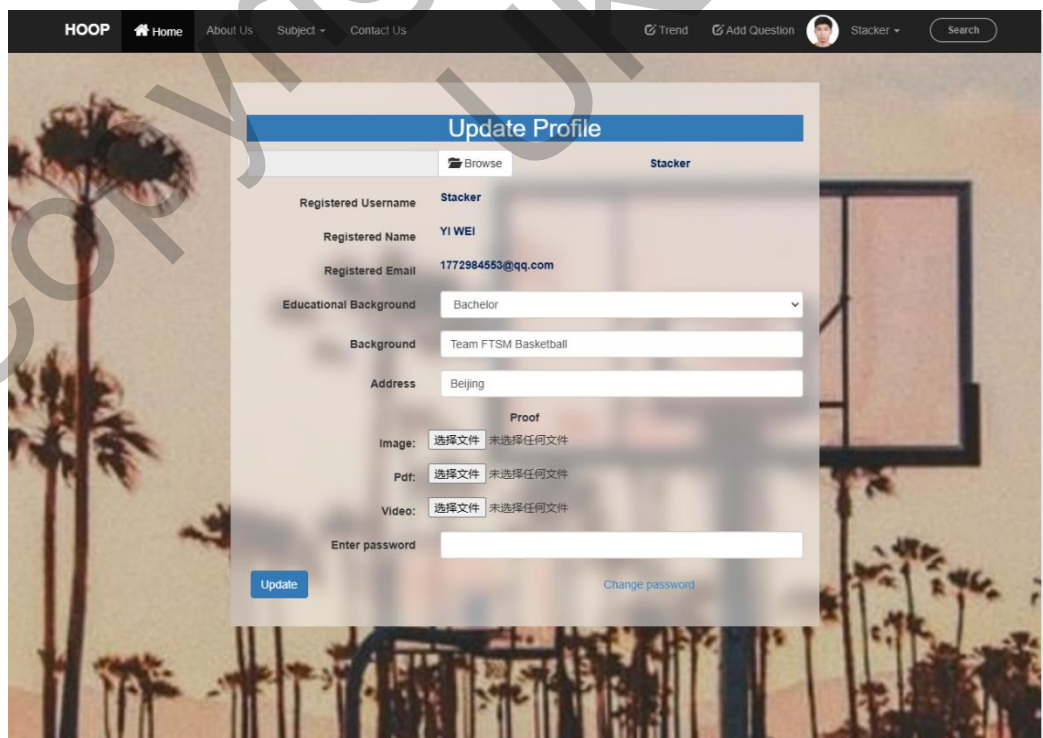 HOOP Home About Us Subject Contact Us Trend Add Question Stacker Search
Update Profile
Browse Stacker
Registered Username Stacker
Registered Name YI WEI
Registered Email 1772984553@qq.com
Educational Background Bachelor
Background Team FTSM Basketball
Address Beijing
Proof
Image: 选择文件 未选择任何文件
Pdf: 选择文件 未选择任何文件
Video: 选择文件 未选择任何文件
Enter password
Update Change password